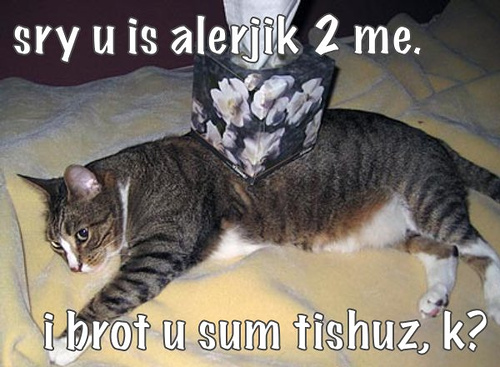 sry u is alerjik 2 me.
i brot u sum tishuz, k?